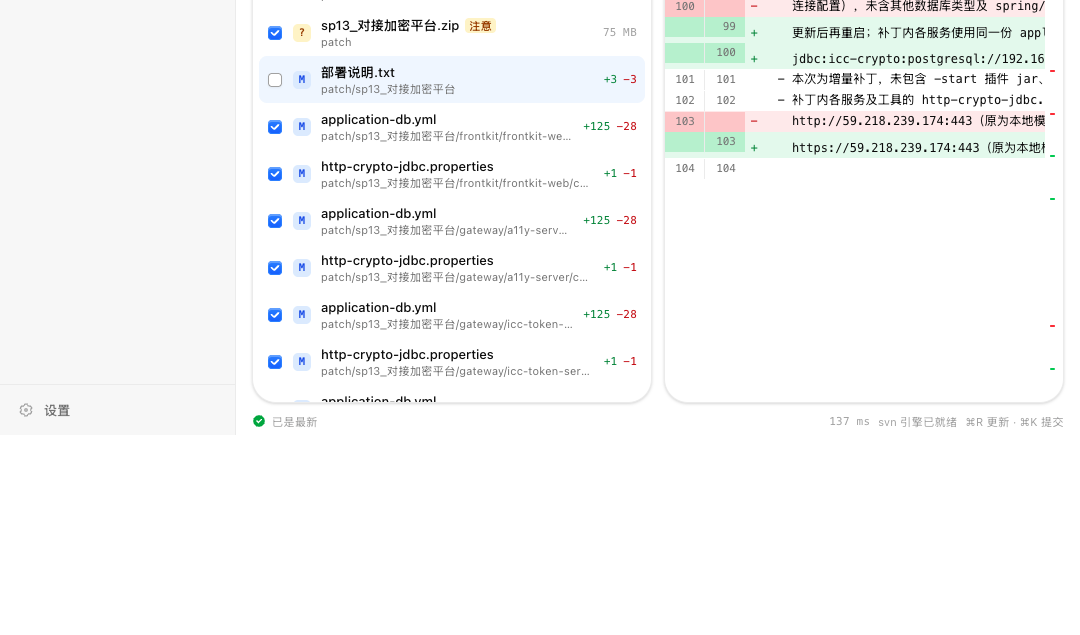 sp13_对接加密平台.zip 注意
? 75 MB
patch
部署说明.txt
M +3 −3
patch/sp13_对接加密平台
application-db.yml
M +125 −28
patch/sp13_对接加密平台/frontkit/frontkit-we...
http-crypto-jdbc.properties
M +1 −1
patch/sp13_对接加密平台/frontkit/frontkit-web/c...
application-db.yml
M +125 −28
patch/sp13_对接加密平台/gateway/a11y-serv...
http-crypto-jdbc.properties
M +1 −1
patch/sp13_对接加密平台/gateway/a11y-server/c...
application-db.yml
M +125 −28
patch/sp13_对接加密平台/gateway/icc-token-...
http-crypto-jdbc.properties
M +1 −1
patch/sp13_对接加密平台/gateway/icc-token-ser...
application-db.yml
100 − 连接配置），未含其他数据库类型及 spring/
99 + 更新后再重启；补丁内各服务使用同一份 appl
100 + jdbc:icc-crypto:postgresql://192.16
101 101 − 本次为增量补丁，未包含 -start 插件 jar、
102 102 − 补丁内各服务及工具的 http-crypto-jdbc.
103 − http://59.218.239.174:443（原为本地模
103 + https://59.218.239.174:443（原为本地模
104 104
设置
已是最新
137 ms svn 引擎已就绪 ⌘R 更新 · ⌘K 提交